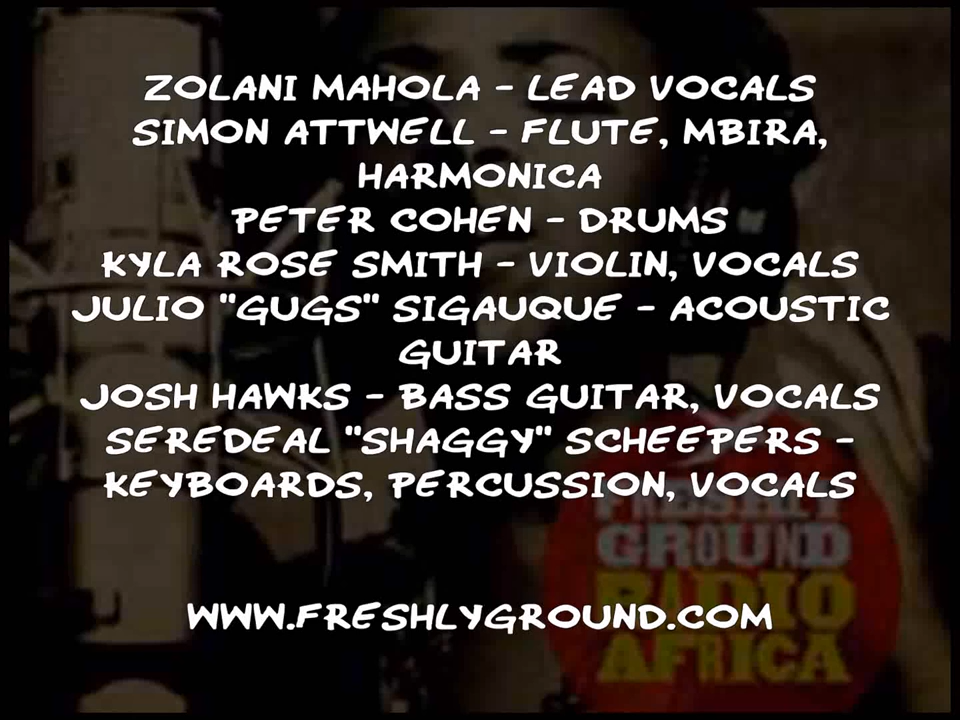 ZOLANI MAHOLA - LEAD VOCALS
SIMON ATTWELL - FLUTE, MBIRA,
HARMONICA
PETER COHEN - DRUMS
KYLA ROSE SMITH - VIOLIN, VOCALS
JULIO "GUGS" SIGAUQUE - ACOUSTIC
GUITAR
JOSH HAWKS - BASS GUITAR, VOCALS
SEREDEAL "SHAGGY" SCHEEPERS -
KEYBOARDS, PERCUSSION, VOCALS
FRESHLY
GROUND
RADIO
AFRICA
WWW.FRESHLYGROUND.COM